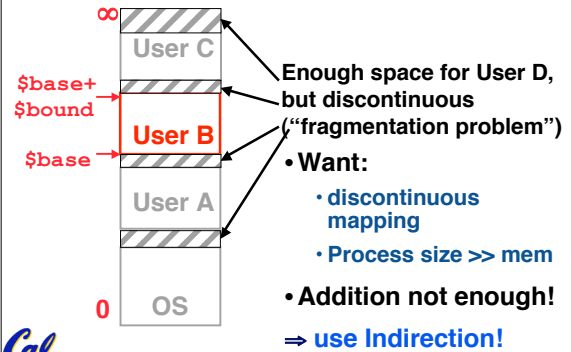 ∞
User C
$base+
$bound
User B
$base
User A
0
OS
Enough space for User D,
but discontinuous
(“fragmentation problem”)
• Want:
• discontinuous
mapping
• Process size >> mem
• Addition not enough!
⇒ use Indirection!
Cal